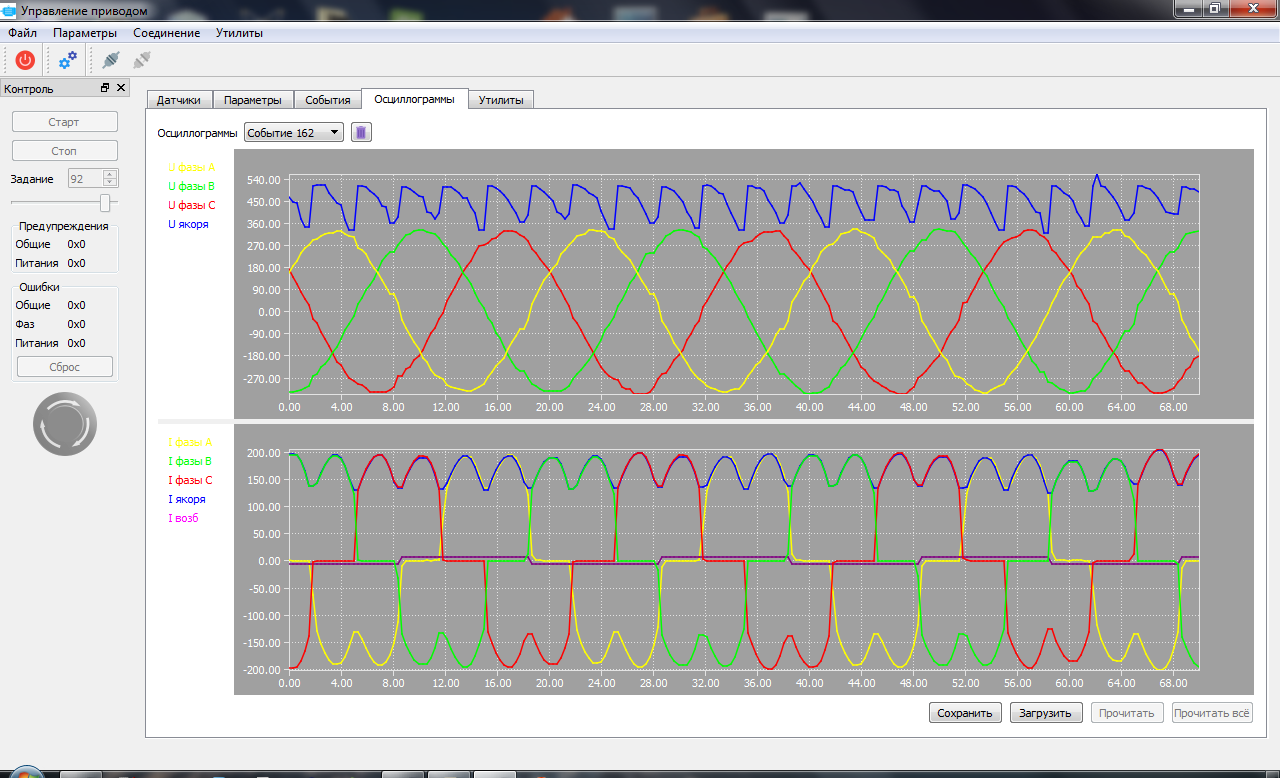 Управление приводом
Файл Параметры Соединение Утилиты
Контроль
Старт
Стоп
Задание 92
Предупреждения
Общие 0x0
Питания 0x0
Ошибки
Общие 0x0
Фаз 0x0
Питания 0x0
Сброс
Датчики Параметры События Осциллограммы Утилиты
Осциллограммы Событие 162
U фазы A
U фазы B
U фазы C
U якоря
540.00
450.00
360.00
270.00
180.00
90.00
0.00
-90.00
-180.00
-270.00
0.00 4.00 8.00 12.00 16.00 20.00 24.00 28.00 32.00 36.00 40.00 44.00 48.00 52.00 56.00 60.00 64.00 68.00
I фазы A
I фазы B
I фазы C
I якоря
I возб
200.00
150.00
100.00
50.00
0.00
-50.00
-100.00
-150.00
-200.00
0.00 4.00 8.00 12.00 16.00 20.00 24.00 28.00 32.00 36.00 40.00 44.00 48.00 52.00 56.00 60.00 64.00 68.00
Сохранить Загрузить Прочитать Прочитать всё